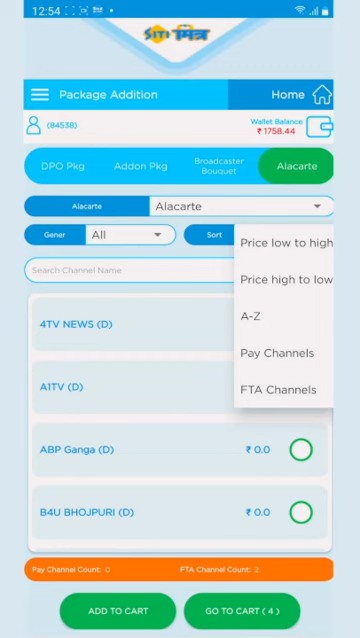 12:54
सिटी मित्र
Package Addition
Home
(84538)
Wallet Balance
₹ 1758.44
DPO Pkg
Addon Pkg
Broadcaster
Bouquet
Alacarte
Alacarte
Alacarte
Gener
All
Sort
Price low to high
Price high to low
A-Z
Pay Channels
FTA Channels
Search Channel Name
4TV NEWS (D)
A1TV (D)
ABP Ganga (D)
₹ 0.0
B4U BHOJPURI (D)
₹ 0.0
Pay Channel Count: 0
FTA Channel Count: 2
ADD TO CART
GO TO CART ( 4 )